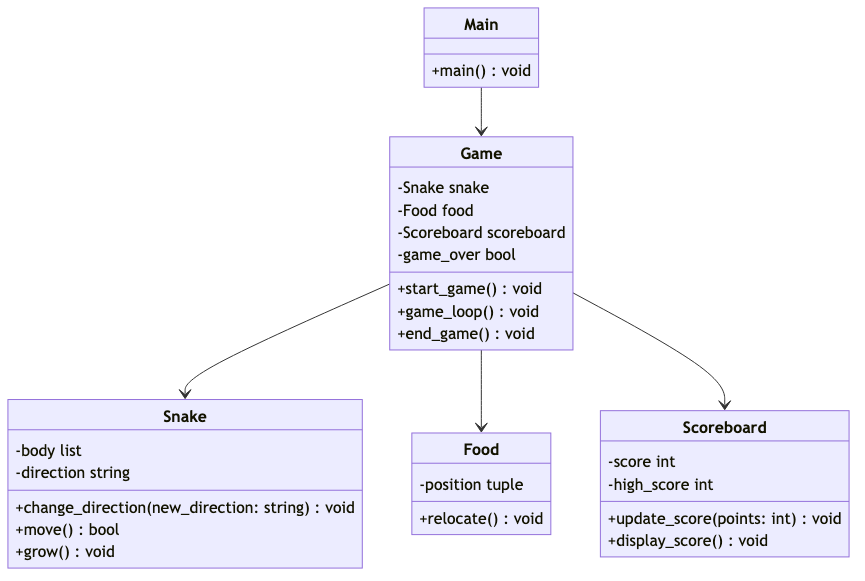 Main
+main() : void
Game
-Snake snake
-Food food
-Scoreboard scoreboard
-game_over bool
+start_game() : void
+game_loop() : void
+end_game() : void
Snake
-body list
-direction string
+change_direction(new_direction: string) : void
+move() : bool
+grow() : void
Food
-position tuple
+relocate() : void
Scoreboard
-score int
-high_score int
+update_score(points: int) : void
+display_score() : void